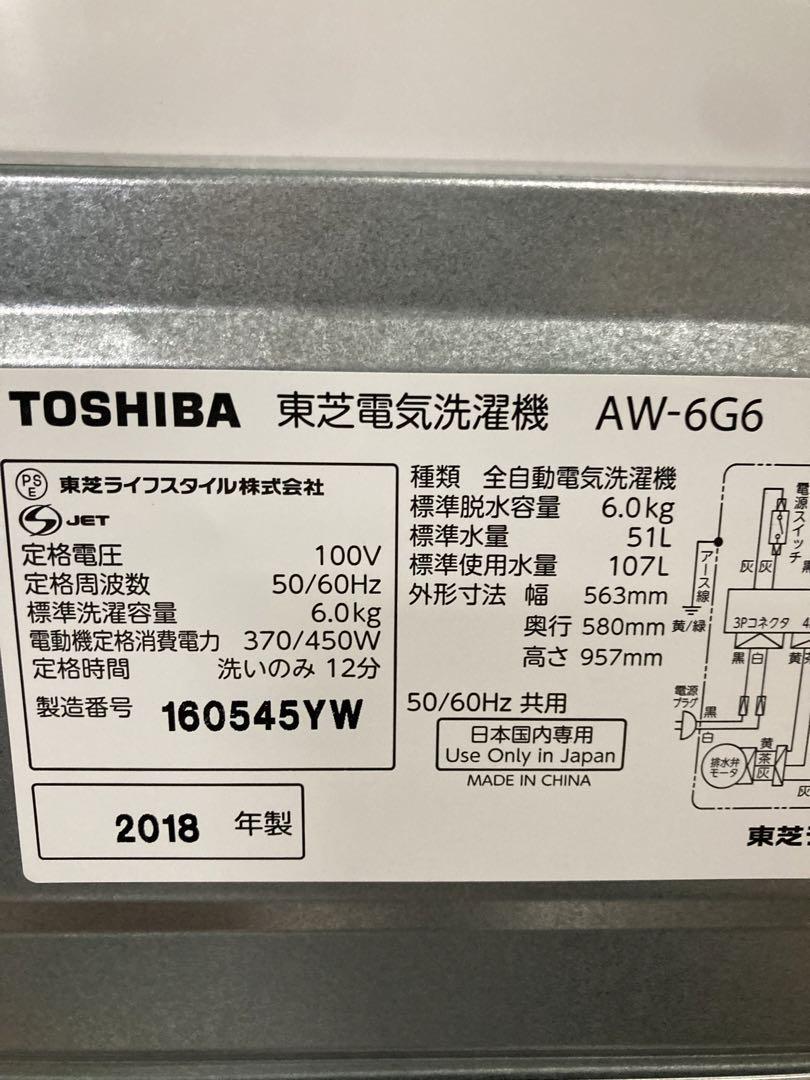 TOSHIBA 東芝電気洗濯機 AW-6G6
PS
E
東芝ライフスタイル株式会社
S JET
定格電圧 100V
定格周波数 50/60Hz
標準洗濯容量 6.0kg
電動機定格消費電力 370/450W
定格時間 洗いのみ 12分
製造番号 160545YW
2018 年製
種類 全自動電気洗濯機
標準脱水容量 6.0kg
標準水量 51L
標準使用水量 107L
外形寸法 幅 563mm
奥行 580mm
高さ 957mm
50/60Hz 共用
日本国内専用
Use Only in Japan
MADE IN CHINA
電源スイッチ
アース線
灰 灰 黒
黄/緑
3Pコネクタ 4
黒 白 黄
電源
プラグ
黒
白
黄
茶
灰
排水弁
モータ
灰
東芝